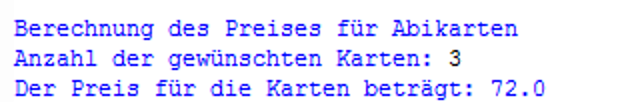 Berechnung des Preises für Abikarten
Anzahl der gewünschten Karten: 3
Der Preis für die Karten beträgt: 72.0